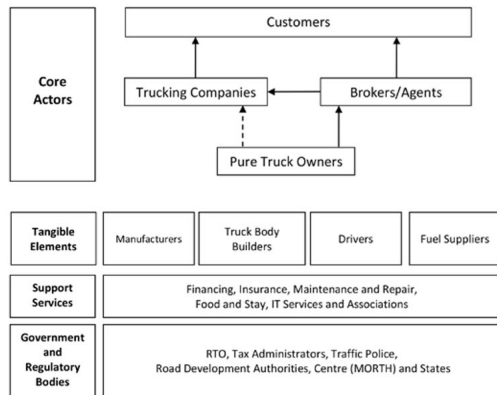 Customers
Core
Actors
Trucking Companies
Brokers/Agents
Pure Truck Owners
Tangible
Elements
Manufacturers
Truck Body
Builders
Drivers
Fuel Suppliers
Support
Services
Financing, Insurance, Maintenance and Repair,
Food and Stay, IT Services and Associations
Government
and
Regulatory
Bodies
RTO, Tax Administrators, Traffic Police,
Road Development Authorities, Centre (MORTH) and States